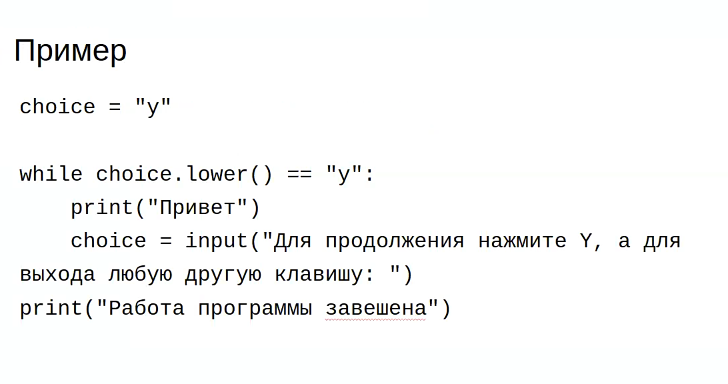 Пример
choice = "y"
while choice.lower() == "y":
print("Привет")
choice = input("Для продолжения нажмите Y, а для
выхода любую другую клавишу: ")
print("Работа программы завешена")